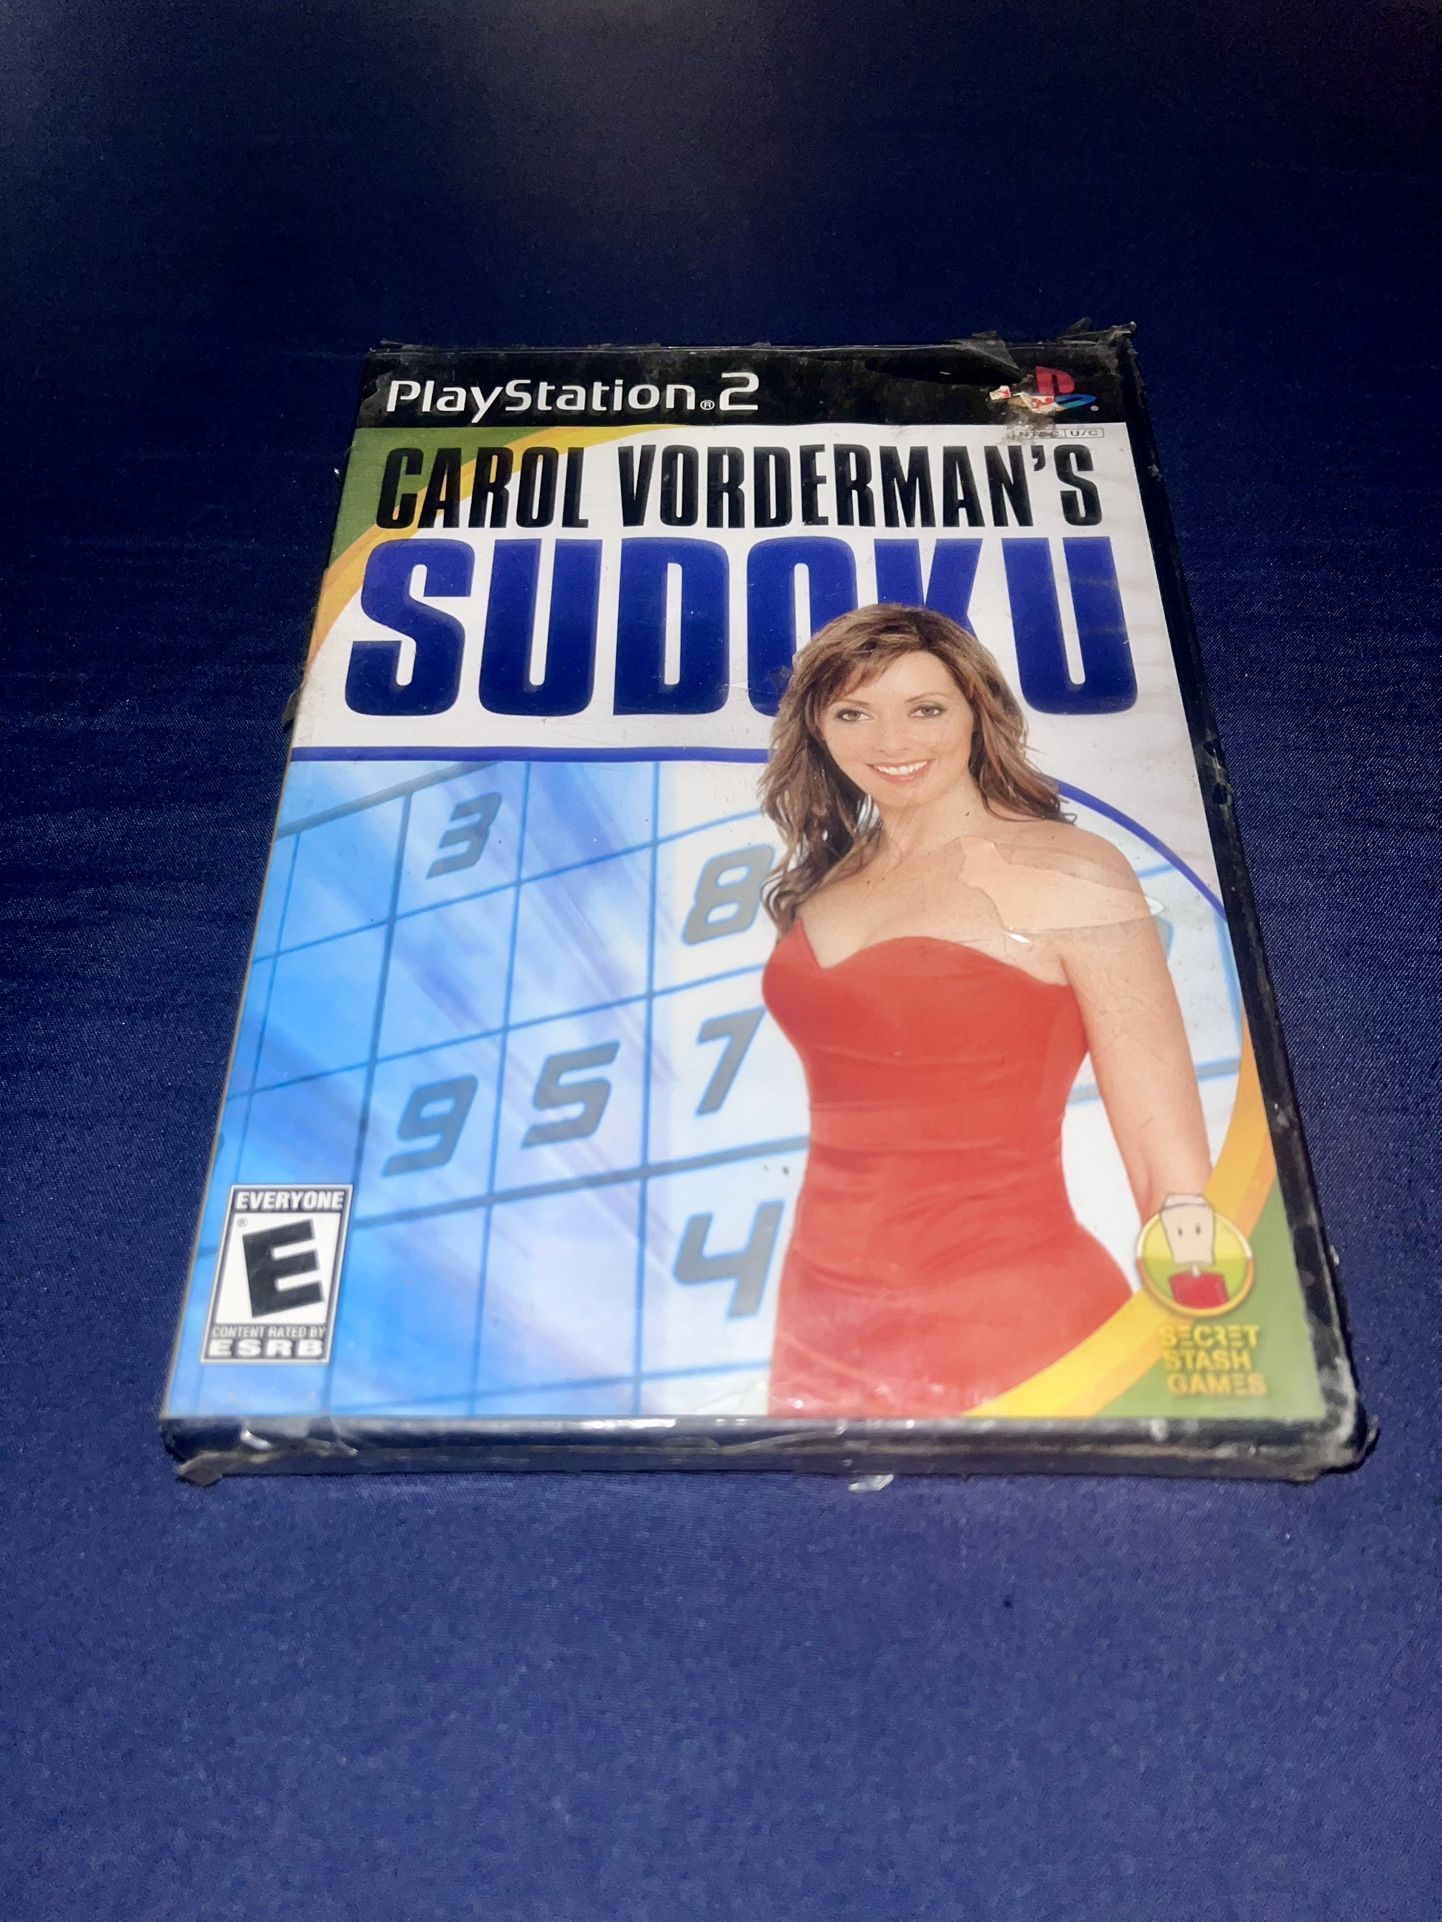 PlayStation®2
NTSC U/C
CAROL VORDERMAN'S
SUDOKU
3
8
7
9 5
4
EVERYONE
E
®
CONTENT RATED BY
ESRB
SECRET
STASH
GAMES